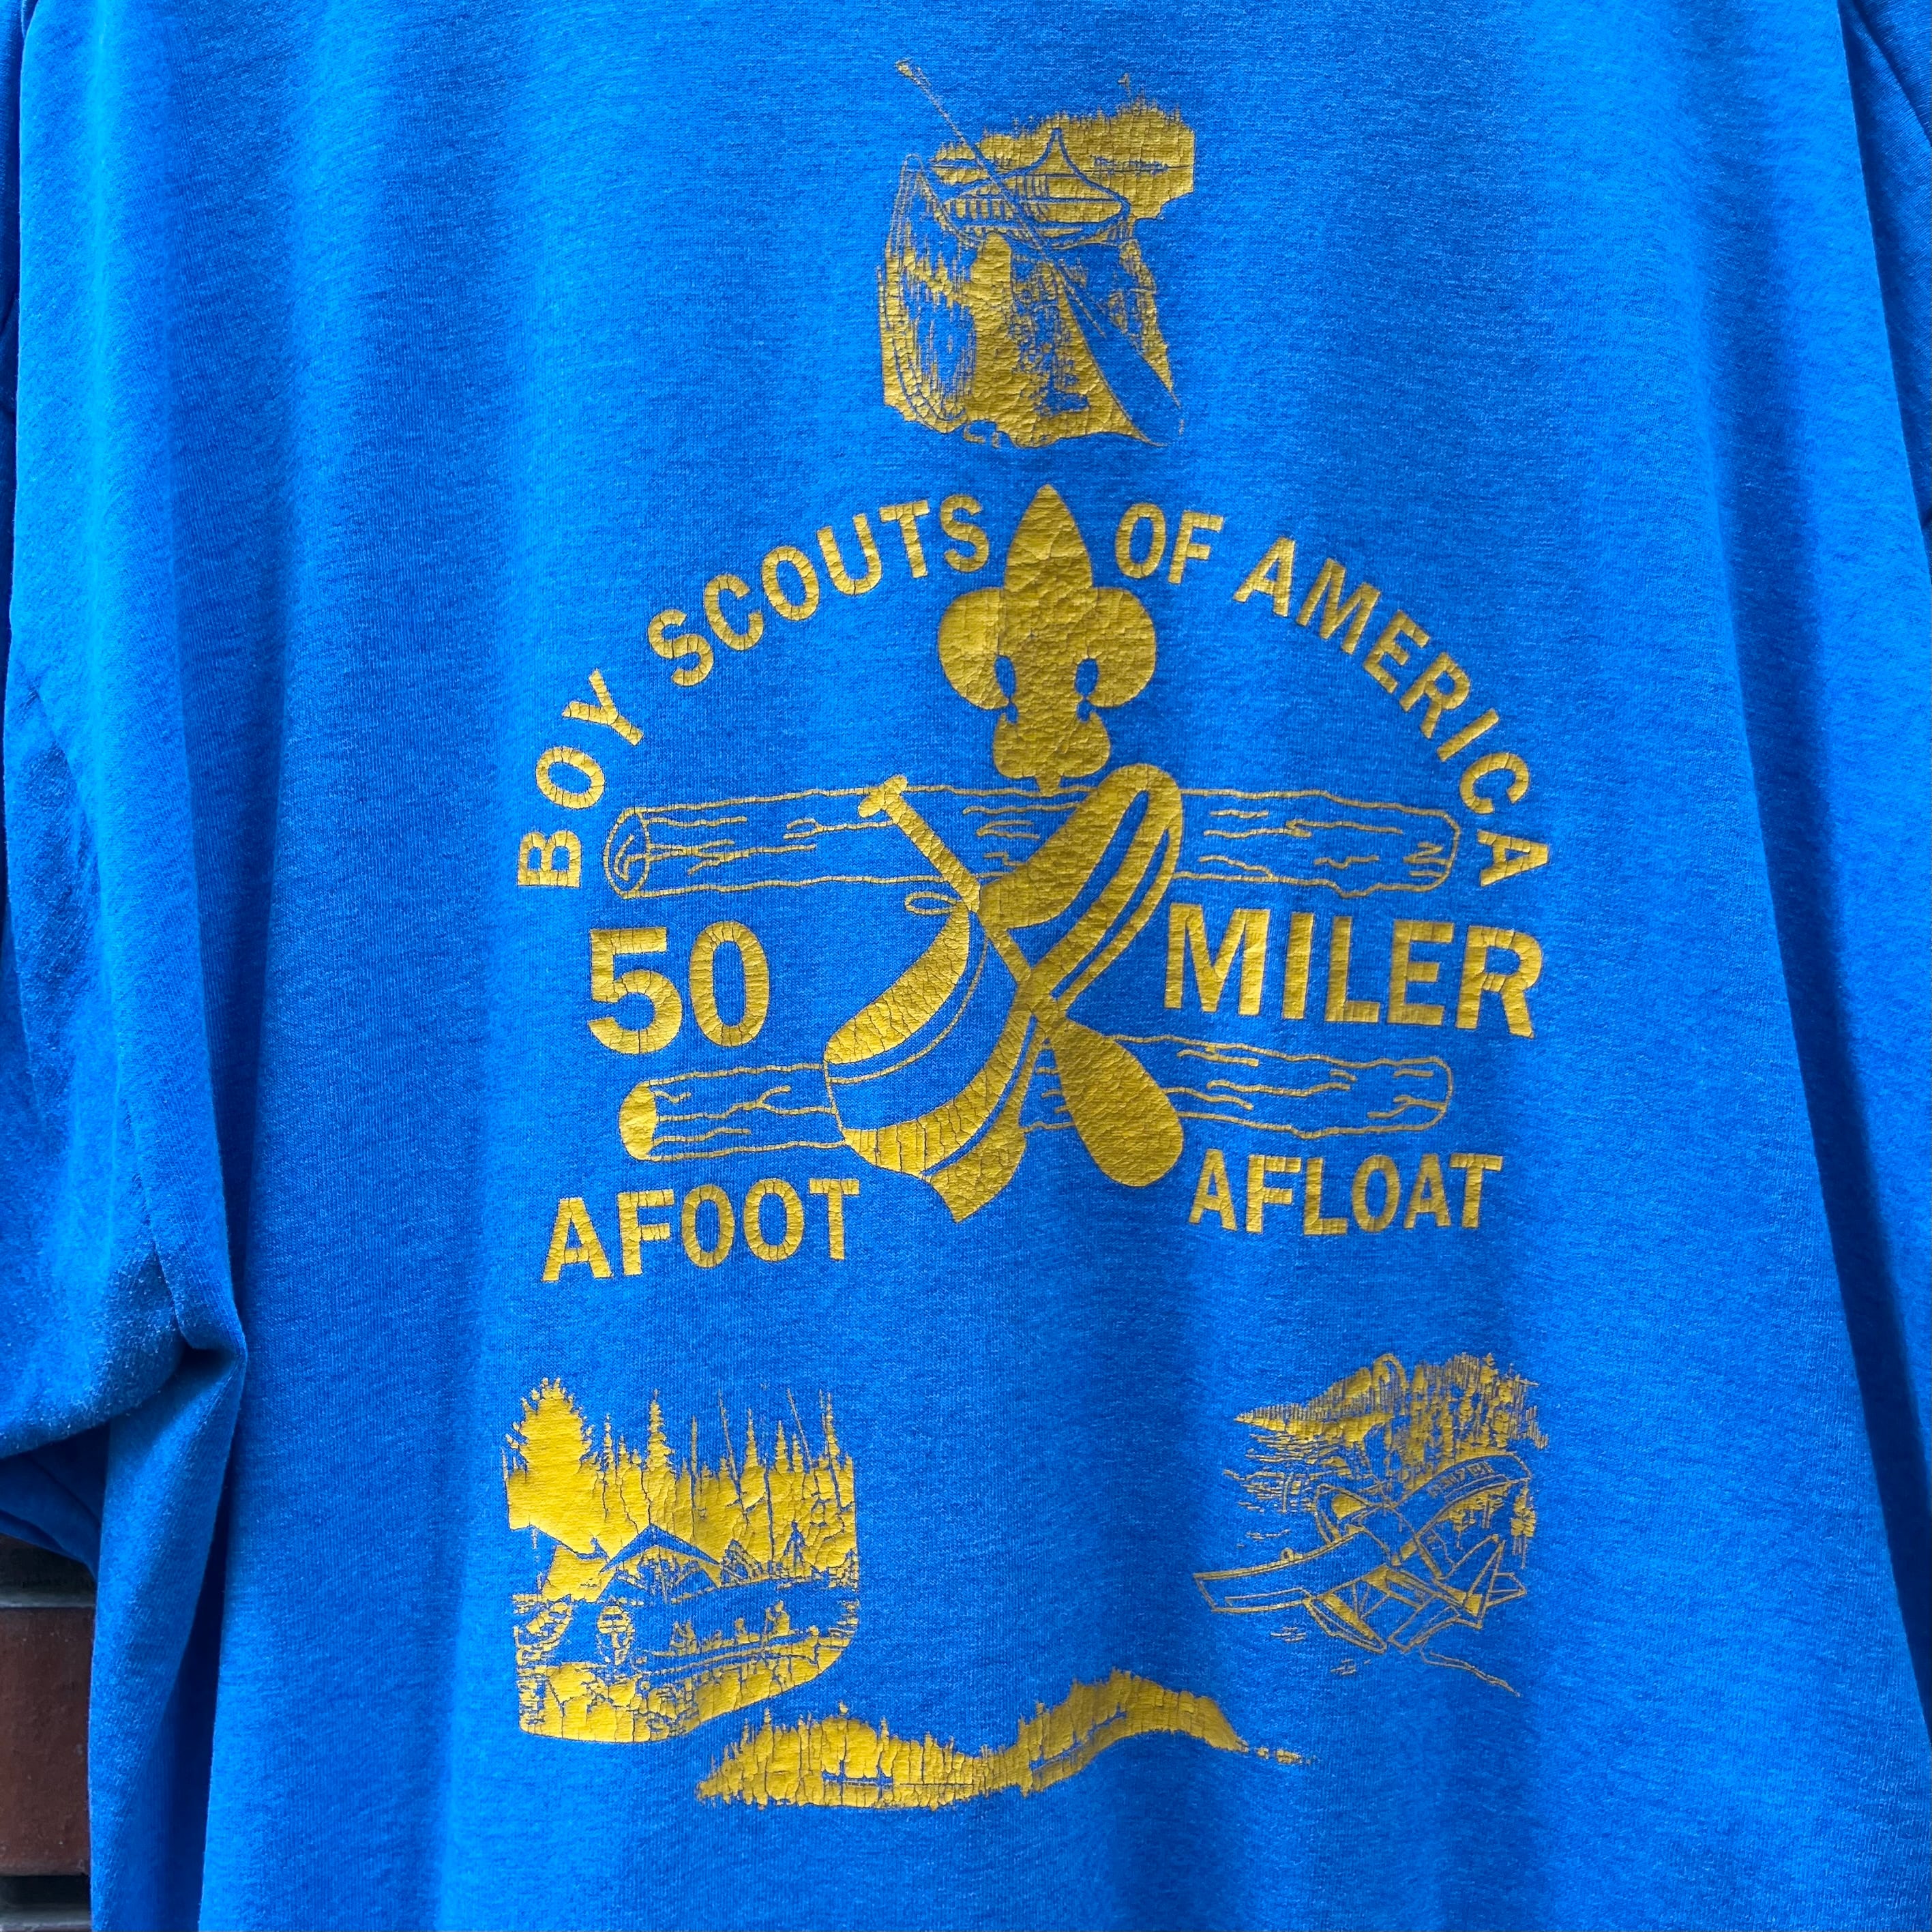 BOY SCOUTS OF AMERICA
50 MILER
AFOOT AFLOAT